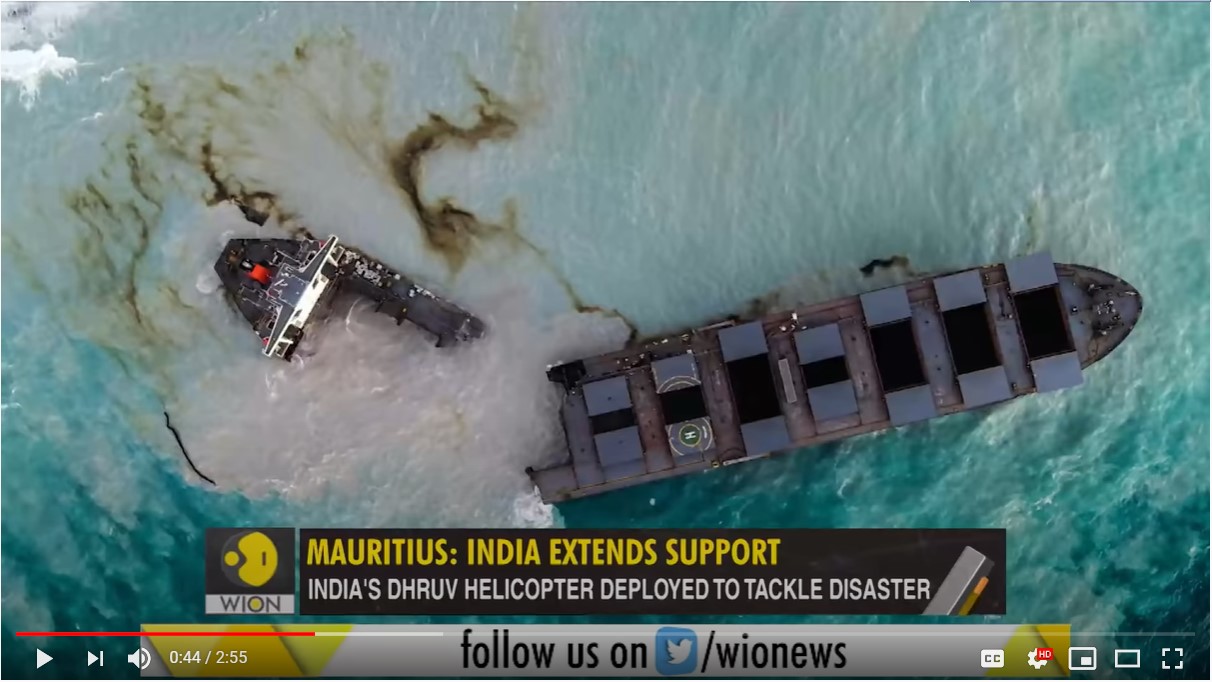 H
MAURITIUS: INDIA EXTENDS SUPPORT
INDIA'S DHRUV HELICOPTER DEPLOYED TO TACKLE DISASTER
WION
follow us on /wionews
0:44 / 2:55
CC
HD